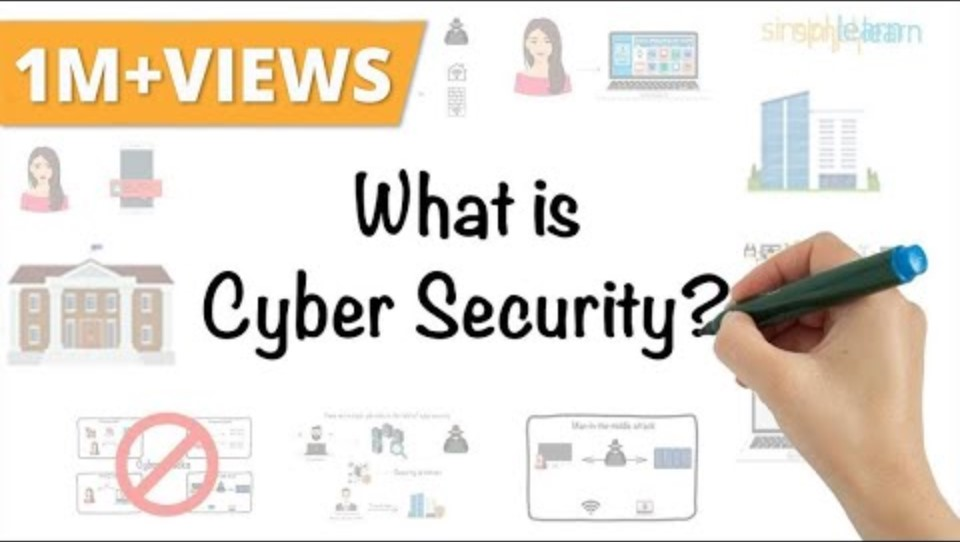 1M+VIEWS
simplilearn
What is
Cyber Security?
Man-in-the-middle attack